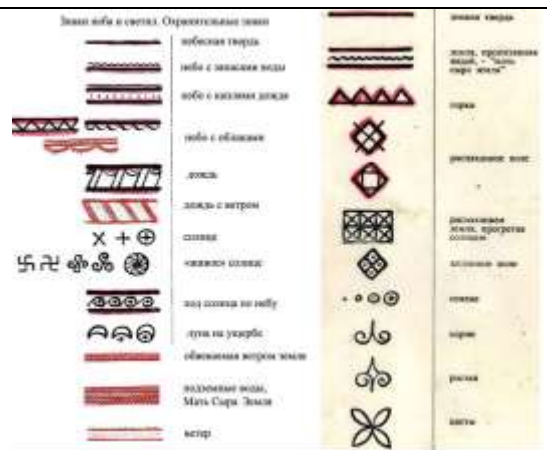 Знаки неба и светил. Охранительные знаки
небесная твердь
небо с запасами воды
небо с каплями дождя
небо с облаками
дождь
дождь с ветром
солнце
«живое» солнце
ход солнца по небу
луна на ущербе
обвеваемая ветром земля
подземные воды,
Мать Сыра Земля
ветер
земная твердь
земля, пропитанная
водой, - "мать
сыра земля"
горы
распаханное поле
распаханная
земля, прогретая
солнцем
засеянное поле
семена
корни
ростки
цветы